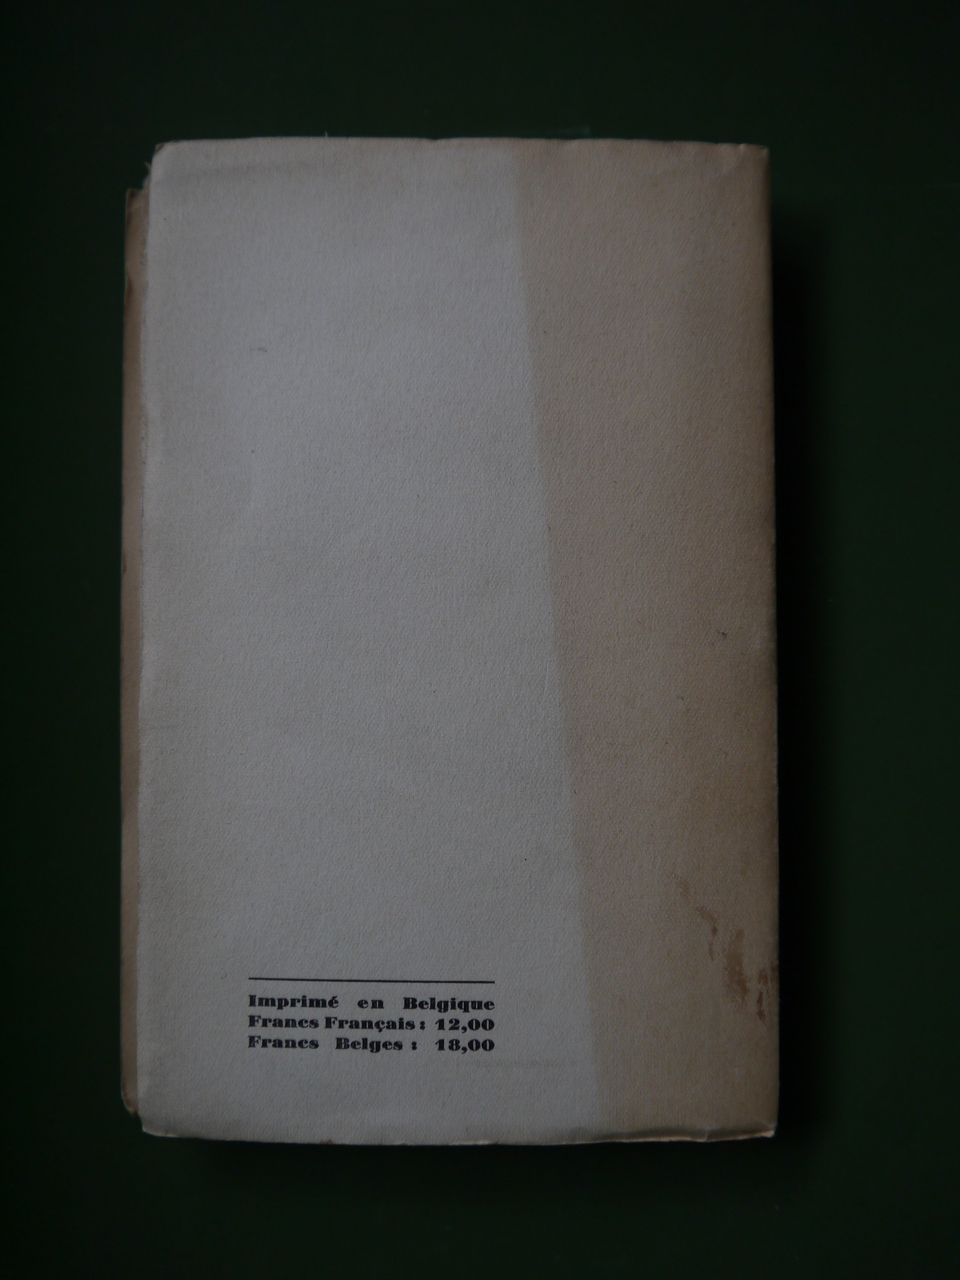 Imprimé en Belgique
Francs Français : 12,00
Francs Belges : 18,00